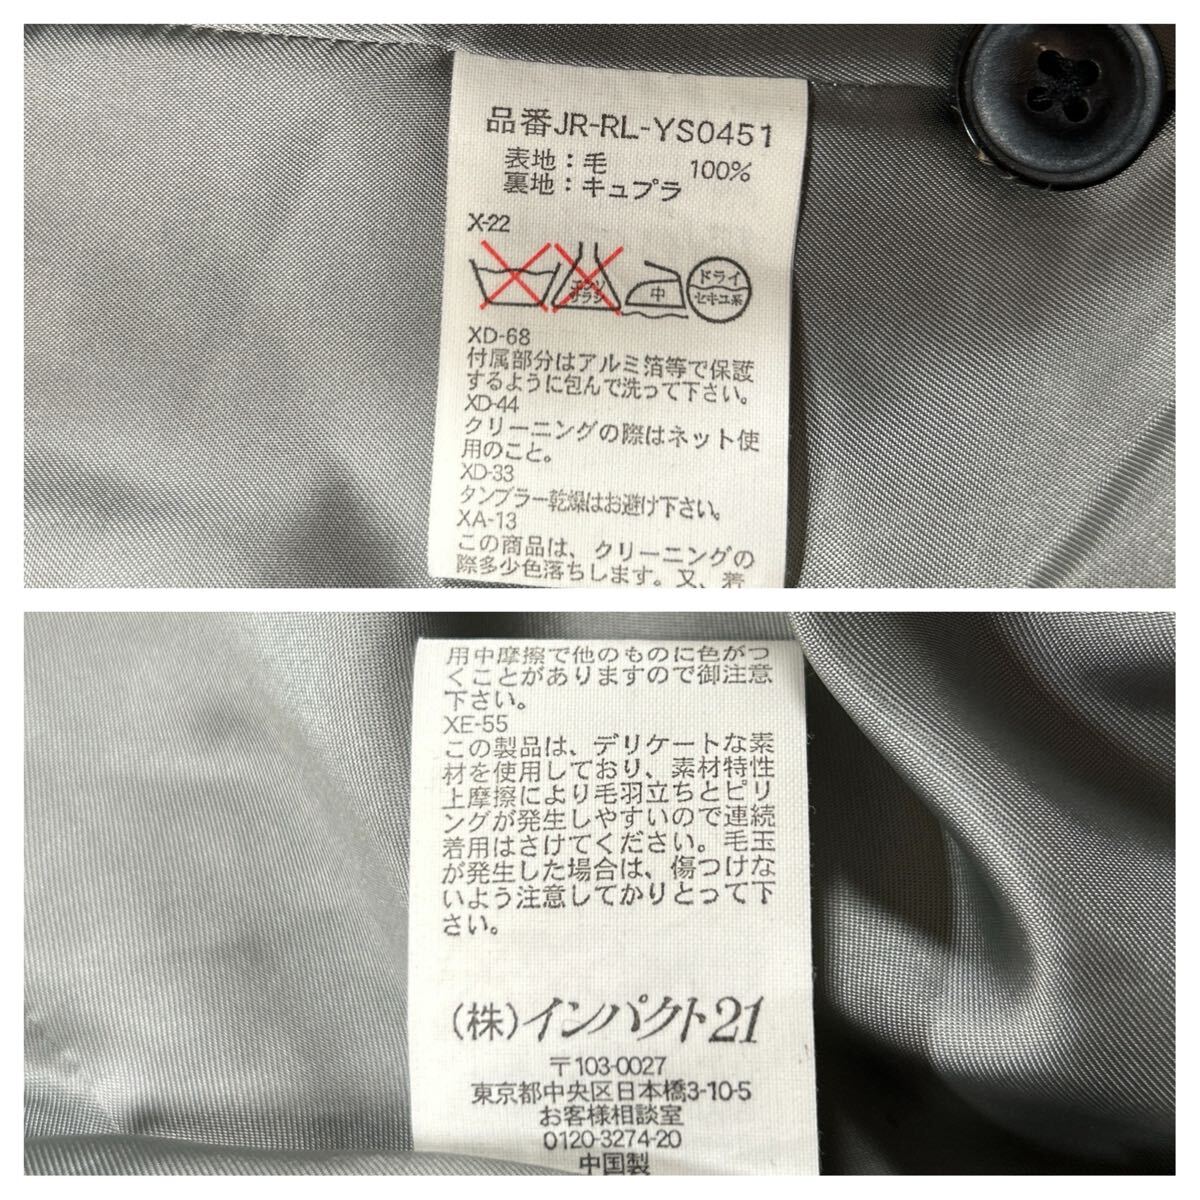 品番JR-RL-YS0451
表地：毛 100%
裏地：キュプラ
X-22
エンソ
サラシ
中
ドライ
セキユ系
XD-68
付属部分はアルミ箔等で保護
するように包んで洗って下さい。
XD-44
クリーニングの際はネット使
用のこと。
XD-33
タンブラー乾燥はお避け下さい。
XA-13
この商品は、クリーニングの
際多少色落ちします。又、着
用中摩擦で他のものに色がつ
くことがありますので御注意
下さい。
XE-55
この製品は、デリケートな素
材を使用しており、素材特性
上摩擦により毛羽立ちとピリ
ングが発生しやすいので連続
着用はさけてください。毛玉
が発生した場合は、傷つけな
いよう注意してかりとって下
さい。
(株)インパクト21
〒103-0027
東京都中央区日本橋3-10-5
お客様相談室
0120-3274-20
中国製